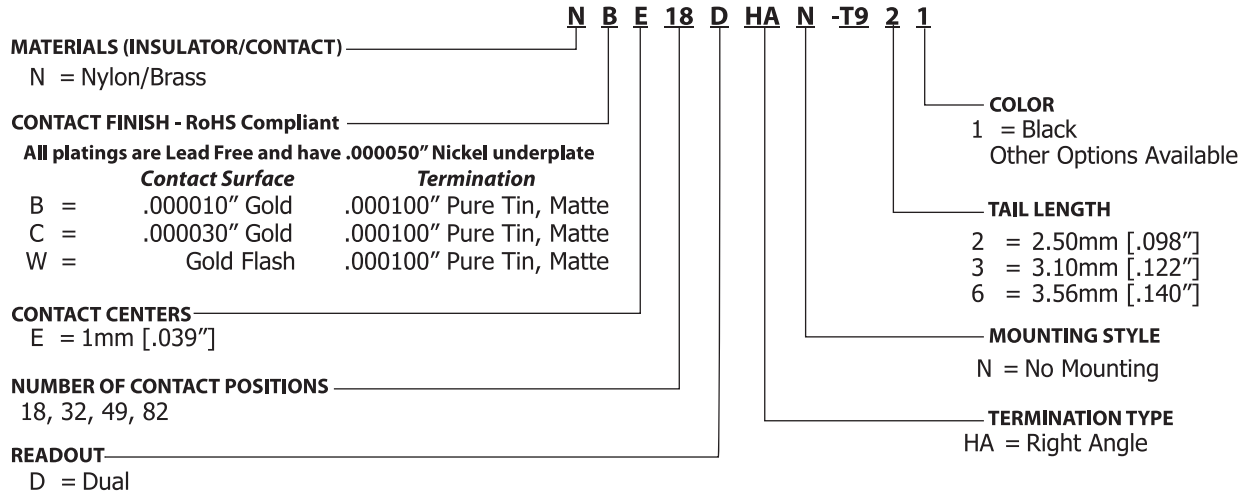 N B E 18 D HA N -T9 2 1
MATERIALS (INSULATOR/CONTACT)
N = Nylon/Brass
CONTACT FINISH - RoHS Compliant
All platings are Lead Free and have .000050” Nickel underplate
Contact Surface Termination
B = .000010” Gold .000100” Pure Tin, Matte
C = .000030” Gold .000100” Pure Tin, Matte
W = Gold Flash .000100” Pure Tin, Matte
CONTACT CENTERS
E = 1mm [.039”]
NUMBER OF CONTACT POSITIONS
18, 32, 49, 82
READOUT
D = Dual
COLOR
1 = Black
Other Options Available
TAIL LENGTH
2 = 2.50mm [.098”]
3 = 3.10mm [.122”]
6 = 3.56mm [.140”]
MOUNTING STYLE
N = No Mounting
TERMINATION TYPE
HA = Right Angle